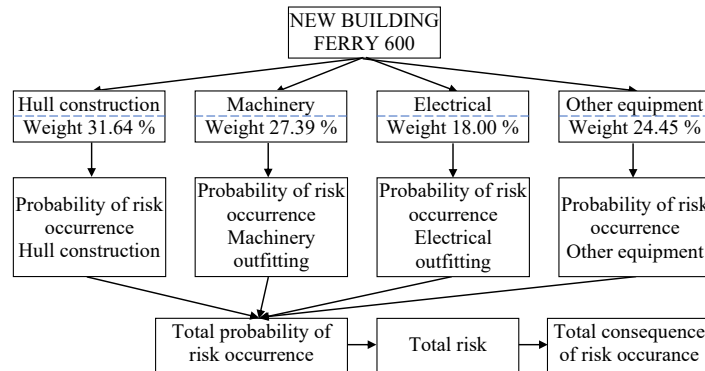 NEW BUILDING
FERRY 600
Hull construction
Weight 31.64 %
Machinery
Weight 27.39 %
Electrical
Weight 18.00 %
Other equipment
Weight 24.45 %
Probability of risk
occurrence
Hull construction
Probability of risk
occurrence
Machinery
outfitting
Probability of risk
occurrence
Electrical
outfitting
Probability of risk
occurrence
Other equipment
Total probability of
risk occurrence
Total risk
Total consequence
of risk occurance